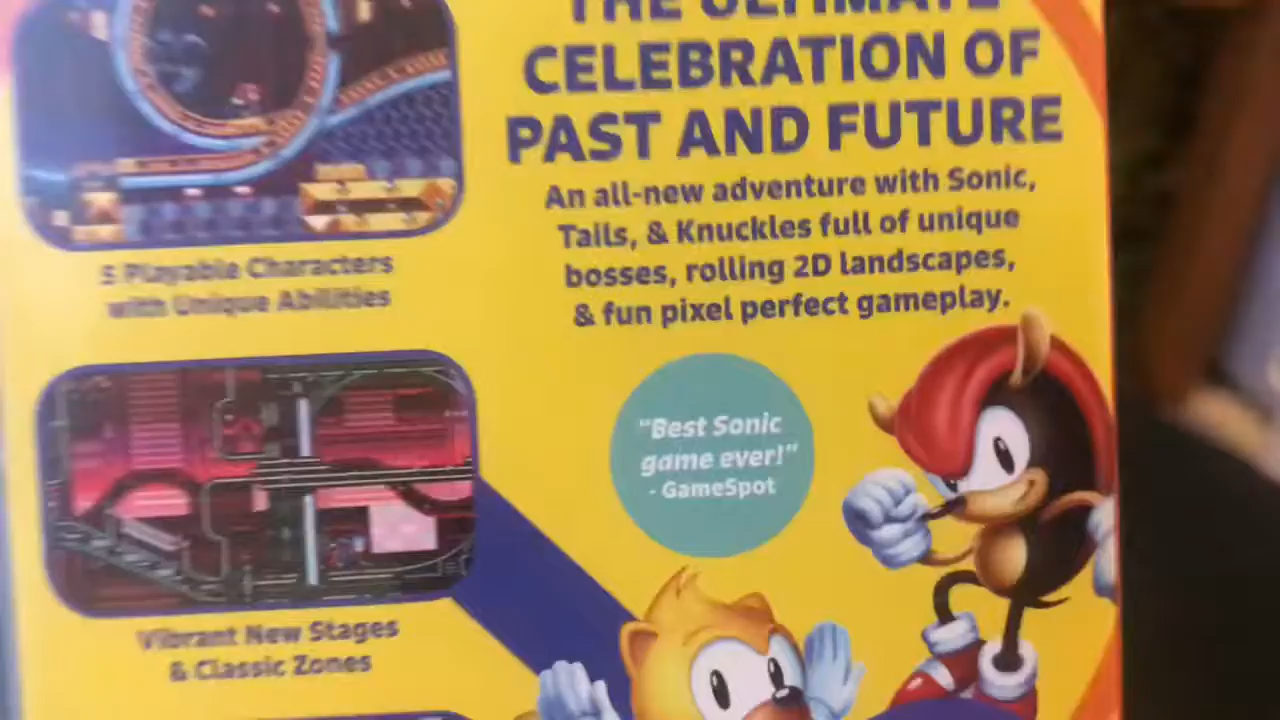 THE ULTIMATE
CELEBRATION OF
PAST AND FUTURE
An all-new adventure with Sonic,
Tails, & Knuckles full of unique
bosses, rolling 2D landscapes,
& fun pixel perfect gameplay.
5 Playable Characters
with Unique Abilities
"Best Sonic
game ever!"
- GameSpot
Vibrant New Stages
& Classic Zones